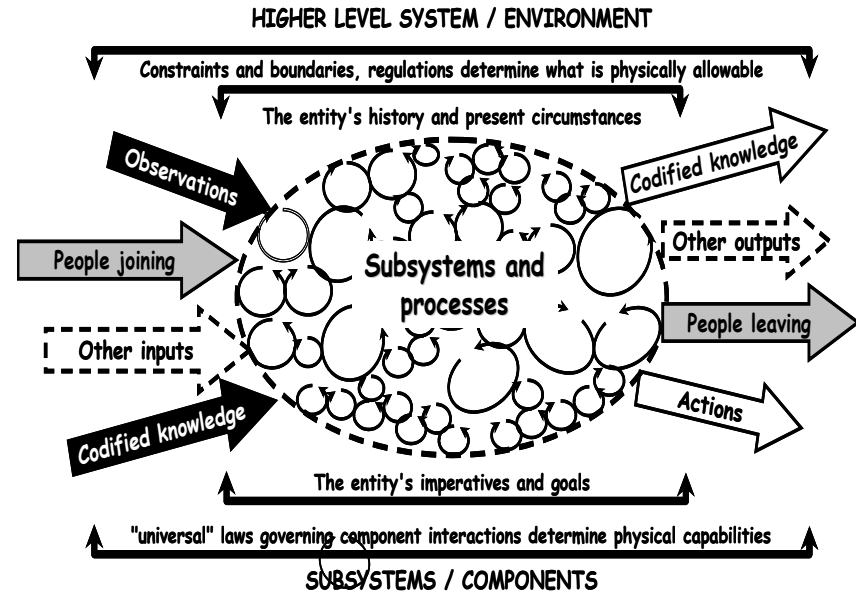 HIGHER LEVEL SYSTEM / ENVIRONMENT
Constraints and boundaries, regulations determine what is physically allowable
The entity's history and present circumstances
Observations
Codified knowledge
People joining
Other outputs
Subsystems and
processes
People leaving
Other inputs
Codified knowledge
Actions
The entity's imperatives and goals
"universal" laws governing component interactions determine physical capabilities
SUBSYSTEMS / COMPONENTS